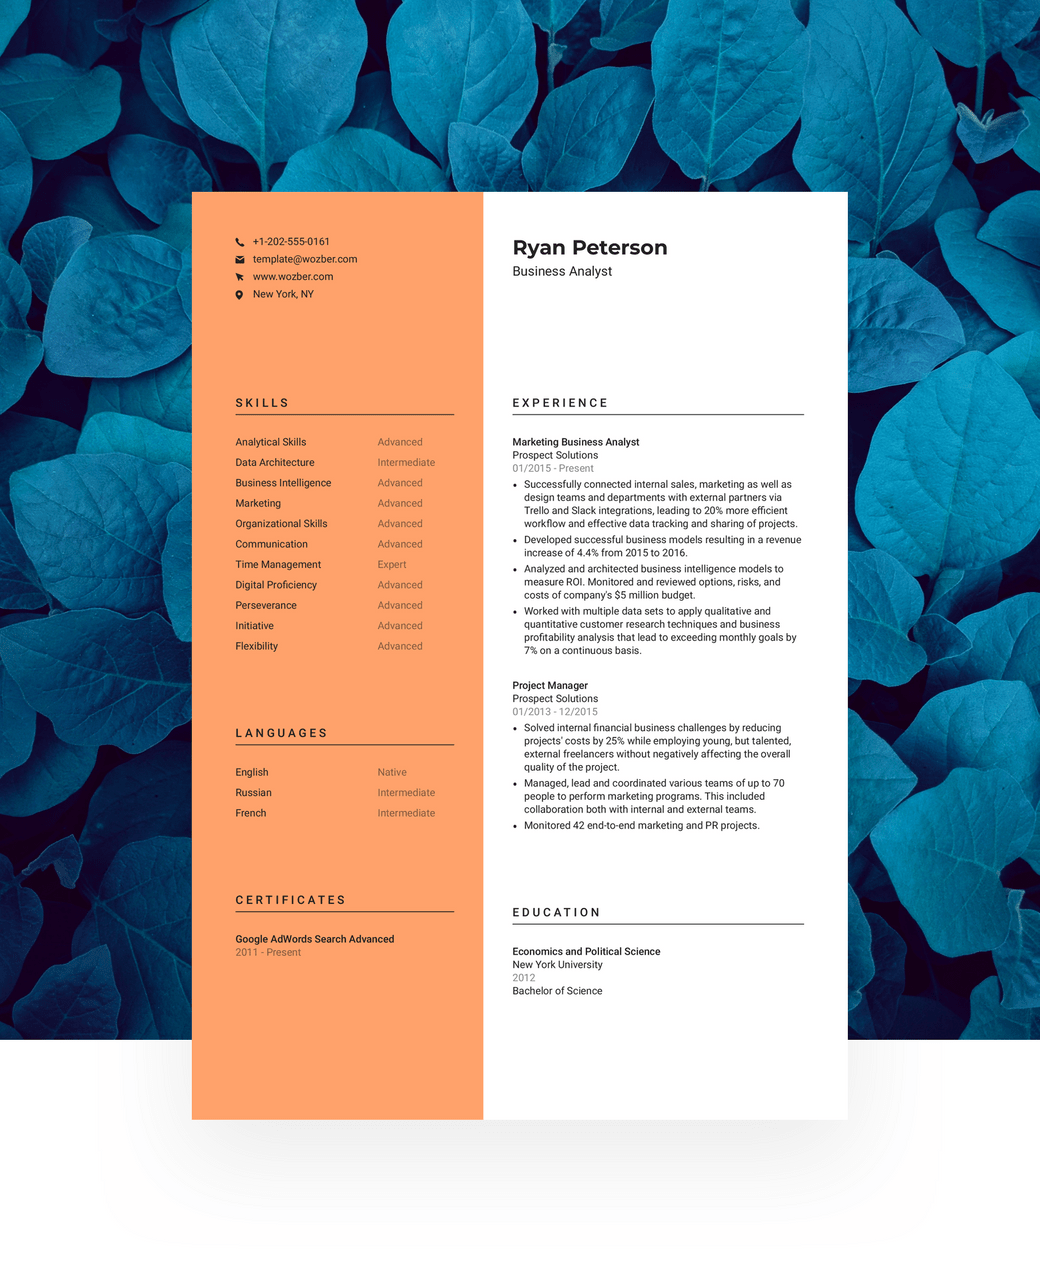 +1-202-555-0161
template@wozber.com
www.wozber.com
New York, NY
SKILLS
Analytical Skills Advanced
Data Architecture Intermediate
Business Intelligence Advanced
Marketing Advanced
Organizational Skills Advanced
Communication Advanced
Time Management Expert
Digital Proficiency Advanced
Perseverance Advanced
Initiative Advanced
Flexibility Advanced
LANGUAGES
English Native
Russian Intermediate
French Intermediate
CERTIFICATES
Google AdWords Search Advanced
2011 - Present
Ryan Peterson
Business Analyst
EXPERIENCE
Marketing Business Analyst
Prospect Solutions
01/2015 - Present
• Successfully connected internal sales, marketing as well as
design teams and departments with external partners via
Trello and Slack integrations, leading to 20% more efficient
workflow and effective data tracking and sharing of projects.
• Developed successful business models resulting in a revenue
increase of 4.4% from 2015 to 2016.
• Analyzed and architected business intelligence models to
measure ROI. Monitored and reviewed options, risks, and
costs of company's $5 million budget.
• Worked with multiple data sets to apply qualitative and
quantitative customer research techniques and business
profitability analysis that lead to exceeding monthly goals by
7% on a continuous basis.
Project Manager
Prospect Solutions
01/2013 - 12/2015
• Solved internal financial business challenges by reducing
projects' costs by 25% while employing young, but talented,
external freelancers without negatively affecting the overall
quality of the project.
• Managed, lead and coordinated various teams of up to 70
people to perform marketing programs. This included
collaboration both with internal and external teams.
• Monitored 42 end-to-end marketing and PR projects.
EDUCATION
Economics and Political Science
New York University
2012
Bachelor of Science